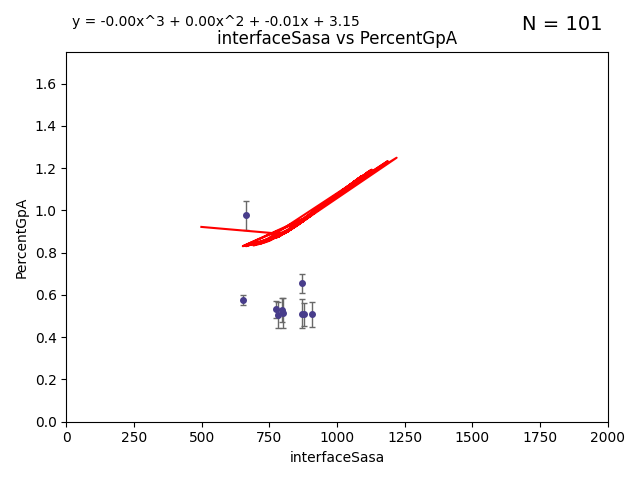 y = -0.00x^3 + 0.00x^2 + -0.01x + 3.15
N = 101
interfaceSasa vs PercentGpA
1.6
1.4
1.2
1.0
0.8
0.6
0.4
0.2
0.0
PercentGpA
0 250 500 750 1000 1250 1500 1750 2000
interfaceSasa